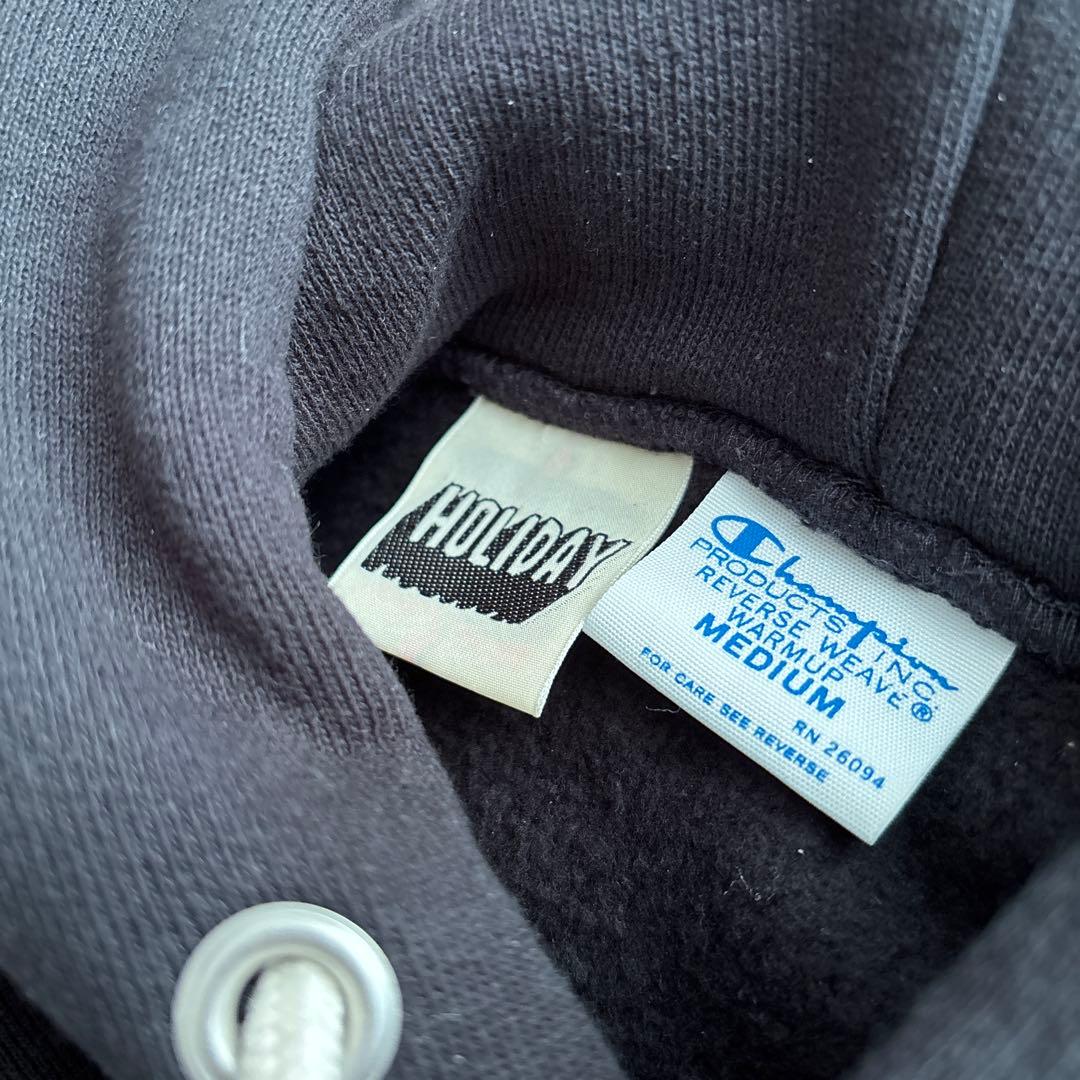 HOLIDAY
Champion
PRODUCTS INC.
REVERSE WEAVE®
WARMUP
MEDIUM
RN 26094
FOR CARE SEE REVERSE